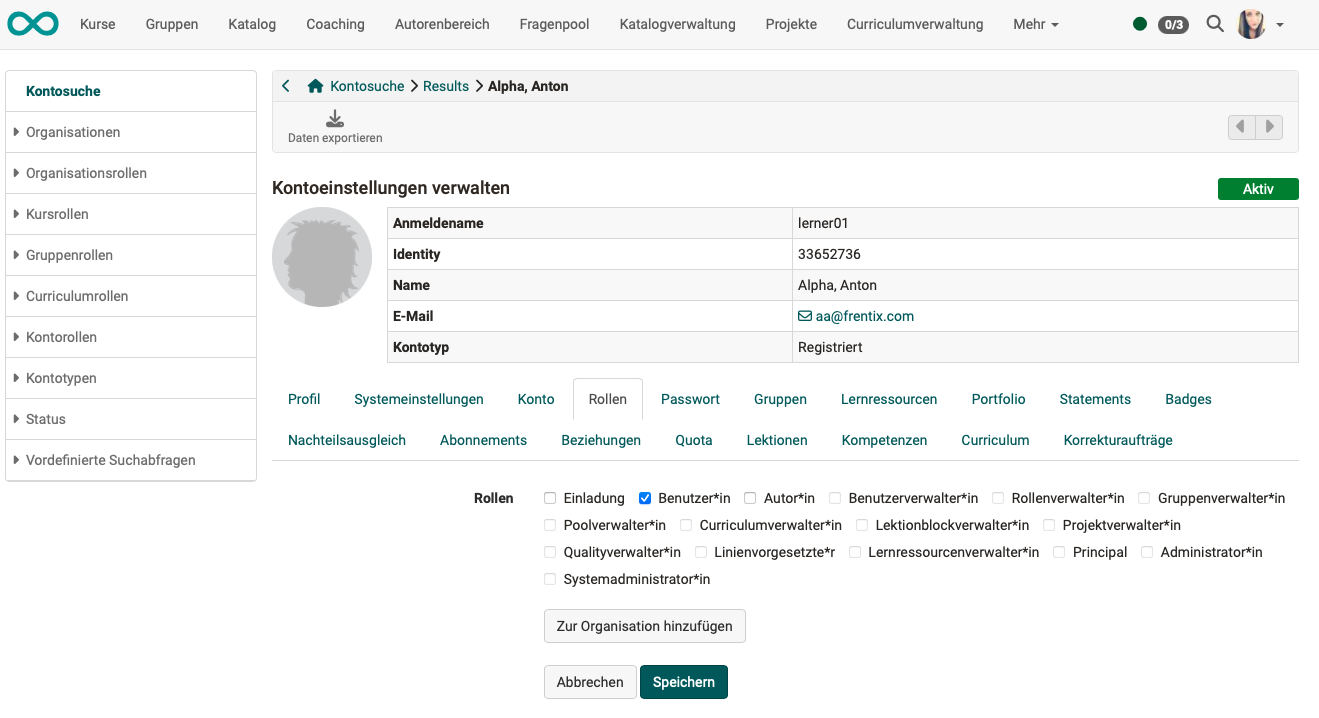 Kurse Gruppen Katalog Coaching Autorenbereich Fragenpool Katalogverwaltung Projekte Curriculumverwaltung Mehr 0/3
Kontosuche
Organisationen
Organisationsrollen
Kursrollen
Gruppenrollen
Curriculumrollen
Kontorollen
Kontotypen
Status
Vordefinierte Suchabfragen
Kontosuche Results Alpha, Anton
Daten exportieren
Kontoeinstellungen verwalten Aktiv
Anmeldename lerner01
Identity 33652736
Name Alpha, Anton
E-Mail aa@frentix.com
Kontotyp Registriert
Profil Systemeinstellungen Konto Rollen Passwort Gruppen Lernressourcen Portfolio Statements Badges
Nachteilsausgleich Abonnements Beziehungen Quota Lektionen Kompetenzen Curriculum Korrekturaufträge
Rollen Einladung Benutzer*in Autor*in Benutzerverwalter*in Rollenverwalter*in Gruppenverwalter*in
Poolverwalter*in Curriculumverwalter*in Lektionblockverwalter*in Projektverwalter*in
Qualityverwalter*in Linienvorgesetzte*r Lernressourcenverwalter*in Principal Administrator*in
Systemadministrator*in
Zur Organisation hinzufügen
Abbrechen Speichern